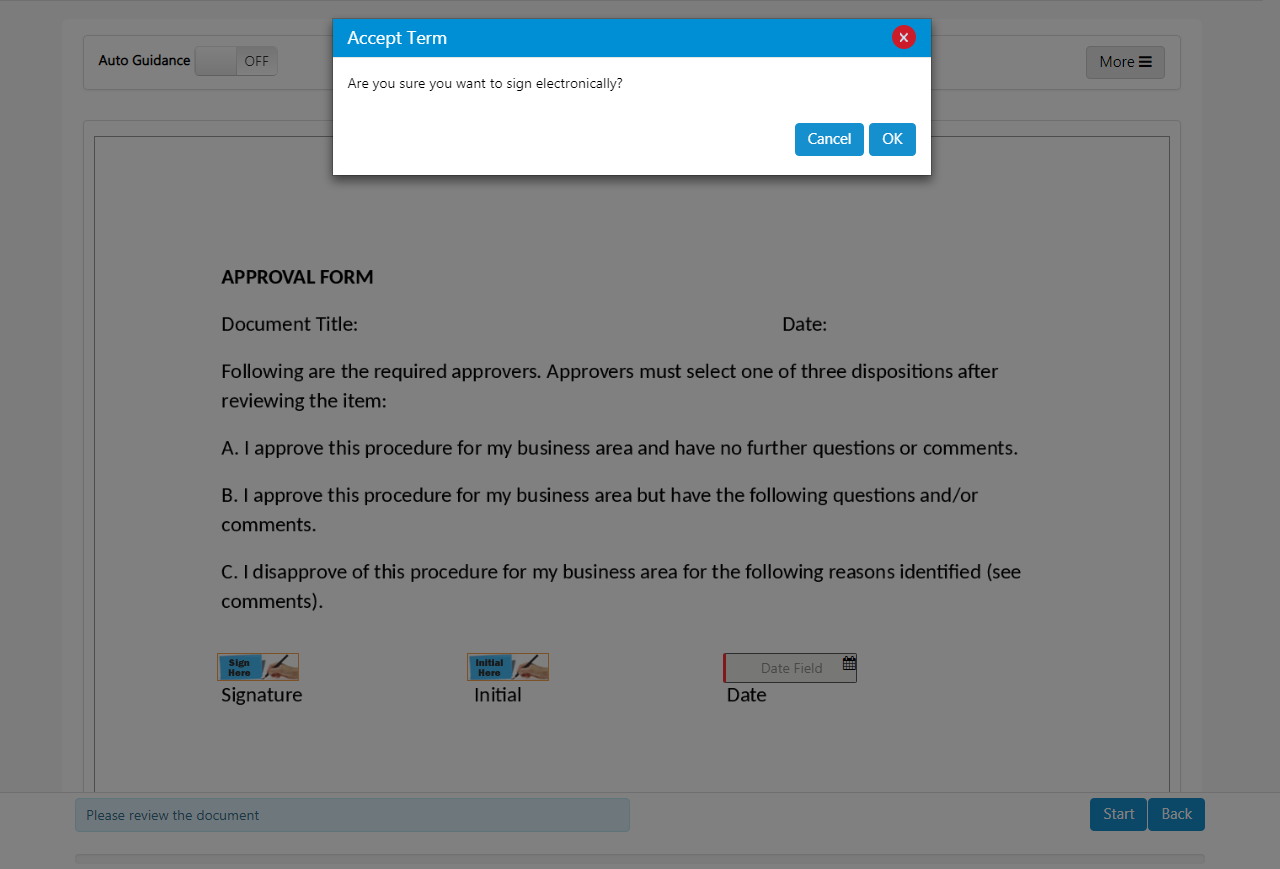 Accept Term
Are you sure you want to sign electronically?
Cancel OK
Auto Guidance OFF
More
APPROVAL FORM
Document Title: Date:
Following are the required approvers. Approvers must select one of three dispositions after
reviewing the item:
A. I approve this procedure for my business area and have no further questions or comments.
B. I approve this procedure for my business area but have the following questions and/or
comments.
C. I disapprove of this procedure for my business area for the following reasons identified (see
comments).
Sign Here
Initial Here
Date Field
Signature Initial Date
Please review the document
Start Back